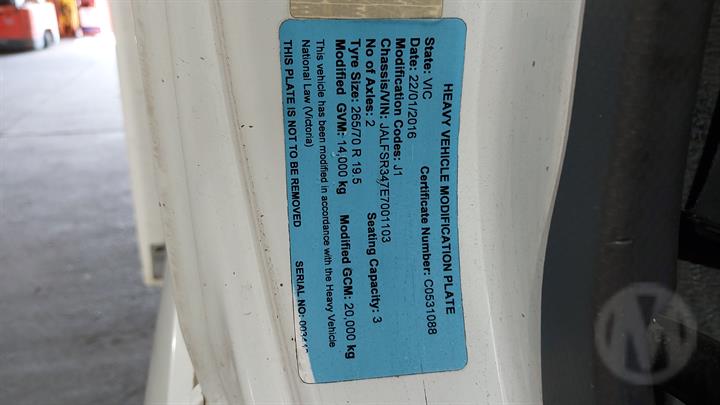 HEAVY VEHICLE MODIFICATION PLATE
State: VIC Certificate Number: C0531088
Date: 22/01/2016
Modification Codes: J1
Chassis/VIN: JALFSR347E7001103
No of Axles: 2 Seating Capacity: 3
Tyre Size: 265/70 R 19.5
Modified GVM: 14,000 kg Modified GCM: 20,000 kg
This vehicle has been modified in accordance with the Heavy Vehicle
National Law (Victoria)
THIS PLATE IS NOT TO BE REMOVED SERIAL NO: